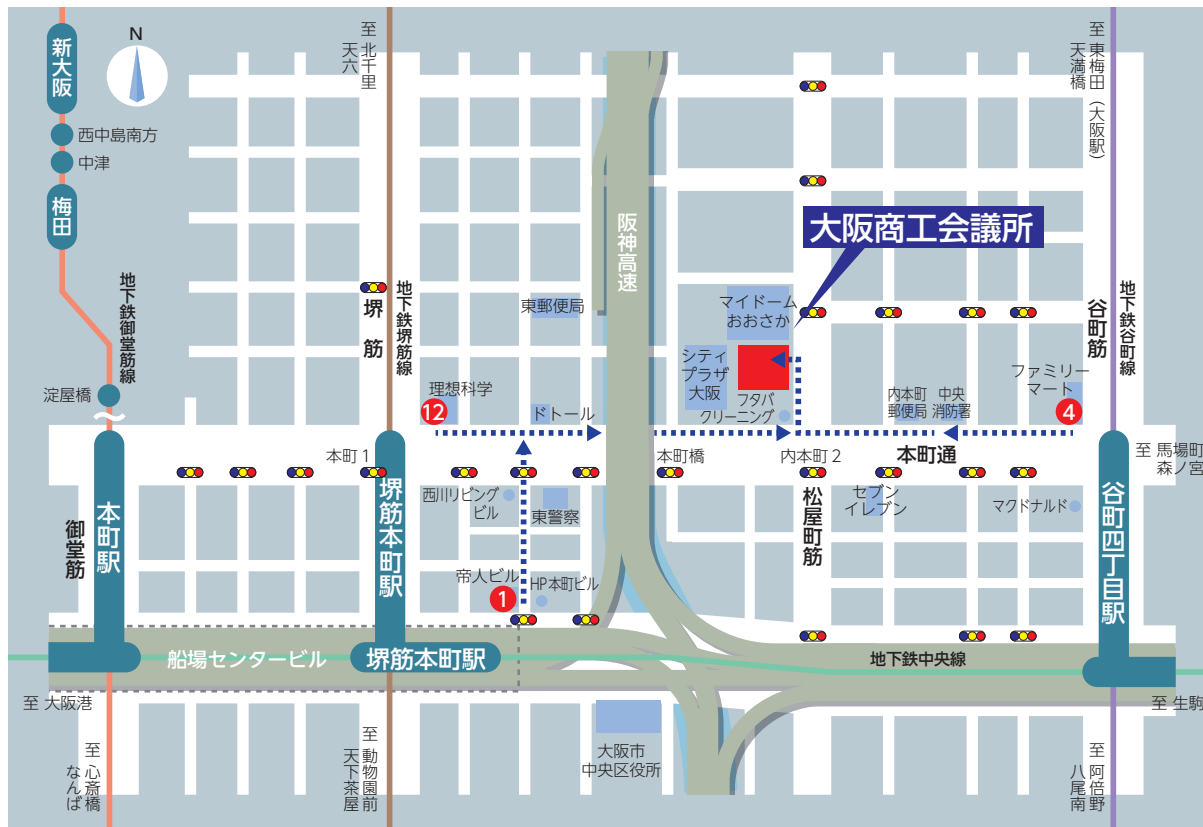 新大阪
N
西中島南方
中津
梅田
地下鉄御堂筋線
淀屋橋
本町駅
御堂筋
至 北千里
天六
堺筋
地下鉄堺筋線
本町1
堺筋本町駅
理想科学
12
東郵便局
ドトール
西川リビング
ビル
東警察
帝人ビル
1
HP本町ビル
阪神高速
本町橋
大阪商工会議所
マイドーム
おおさか
シティ
プラザ
大阪
フタバ
クリーニング
内本町2
松屋町筋
内本町
郵便局
中央
消防署
本町通
セブン
イレブン
マクドナルド
至 東梅田(大阪駅)
天満橋
谷町筋
地下鉄谷町線
ファミリー
マート
4
至 馬場町
森ノ宮
谷町四丁目駅
船場センタービル
堺筋本町駅
地下鉄中央線
至 大阪港
至 生駒
至 心斎橋
なんば
至 動物園前
天下茶屋
大阪市
中央区役所
至 阿倍野
八尾南